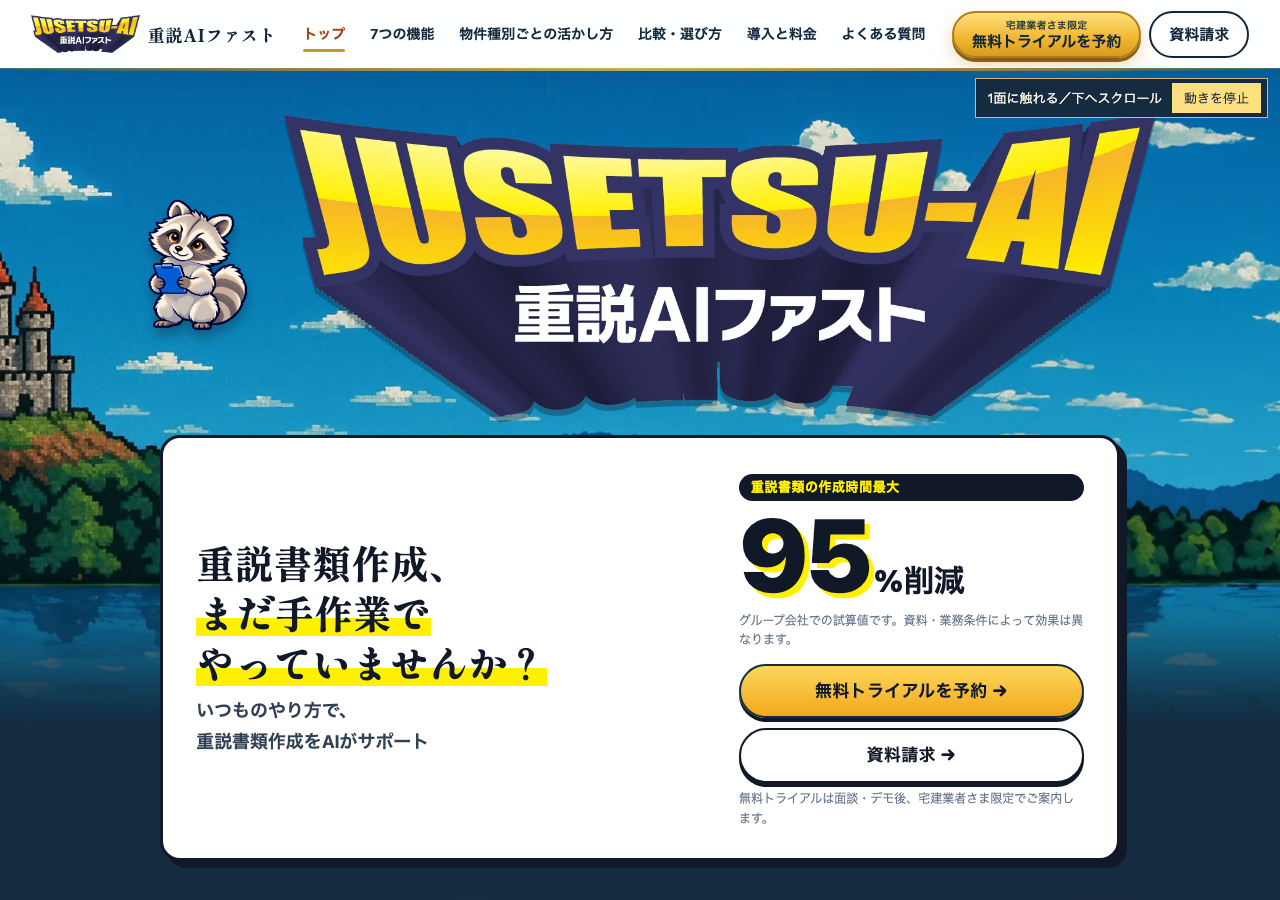 JUSETSU-AI
重説AIファスト
重説AIファスト
トップ
7つの機能
物件種別ごとの活かし方
比較・選び方
導入と料金
よくある質問
宅建業者さま限定
無料トライアルを予約
資料請求
1面に触れる／下へスクロール
動きを停止
JUSETSU-AI
重説AIファスト
重説書類作成、
まだ手作業で
やっていませんか？
いつものやり方で、
重説書類作成をAIがサポート
重説書類の作成時間最大
95%削減
グループ会社での試算値です。資料・業務条件によって効果は異
なります。
無料トライアルを予約 →
資料請求 →
無料トライアルは面談・デモ後、宅建業者さま限定でご案内し
ます。